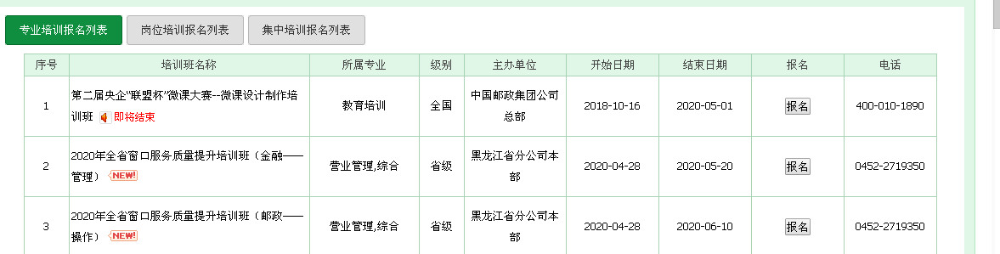 专业培训报名列表 岗位培训报名列表 集中培训报名列表
序号 培训班名称 所属专业 级别 主办单位 开始日期 结束日期 报名 电话
1 第二届央企“联盟杯”微课大赛--微课设计制作培训班 即将结束 教育培训 全国 中国邮政集团公司总部 2018-10-16 2020-05-01 报名 400-010-1890
2 2020年全省窗口服务质量提升培训班（金融——管理） NEW! 营业管理,综合 省级 黑龙江省分公司本部 2020-04-28 2020-05-20 报名 0452-2719350
3 2020年全省窗口服务质量提升培训班（邮政——操作） NEW! 营业管理,综合 省级 黑龙江省分公司本部 2020-04-28 2020-06-10 报名 0452-2719350